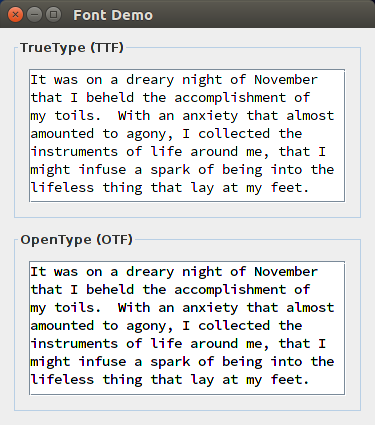 Font Demo
TrueType (TTF)
It was on a dreary night of November
that I beheld the accomplishment of
my toils.  With an anxiety that almost
amounted to agony, I collected the
instruments of life around me, that I
might infuse a spark of being into the
lifeless thing that lay at my feet.
OpenType (OTF)
It was on a dreary night of November
that I beheld the accomplishment of
my toils.  With an anxiety that almost
amounted to agony, I collected the
instruments of life around me, that I
might infuse a spark of being into the
lifeless thing that lay at my feet.